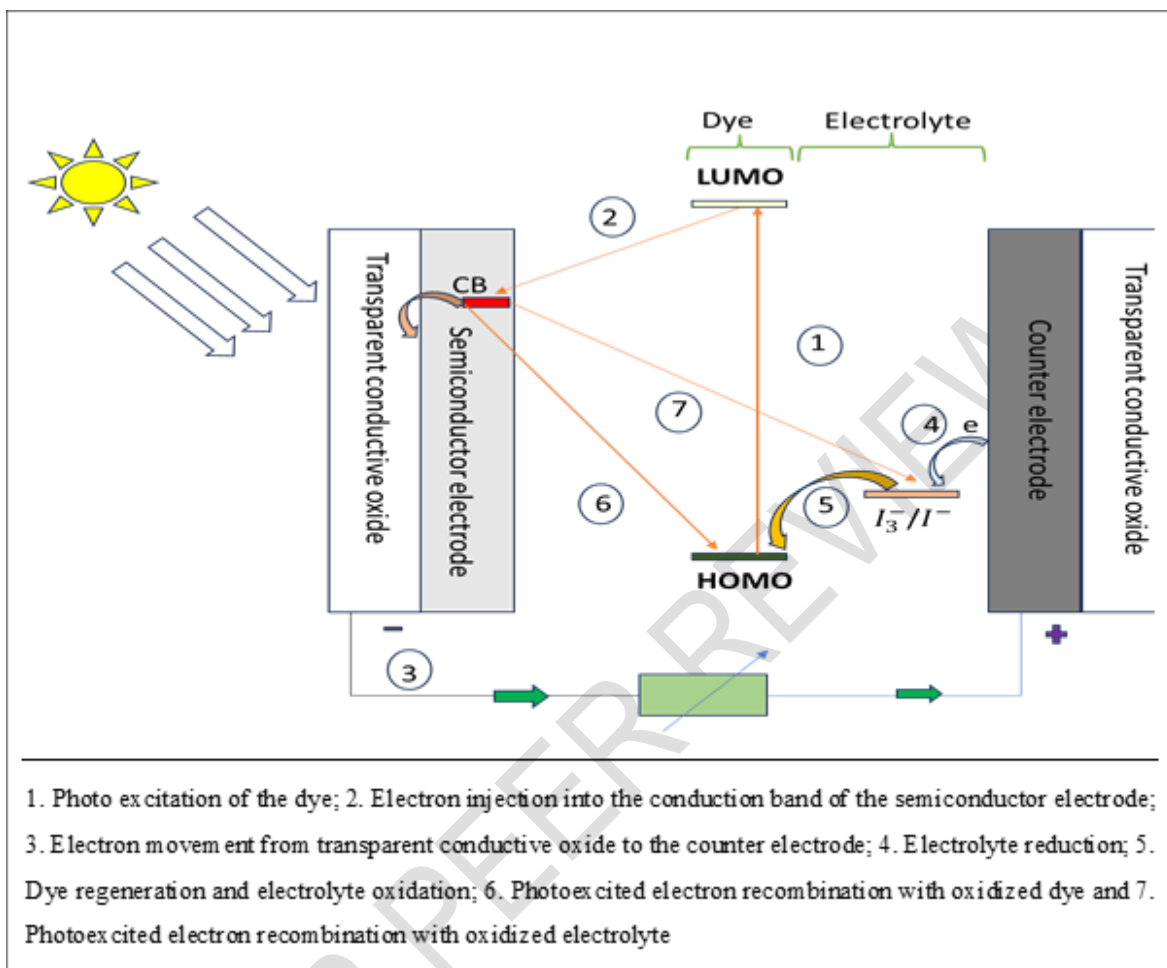 Dye
Electrolyte
LUMO
2
CB
Transparent conductive oxide
Semiconductor electrode
1
7
4
e
Counter electrode
Transparent conductive oxide
6
5
I₃⁻/I⁻
HOMO
−
+
3
PEER REVIEW
1. Photo excitation of the dye; 2. Electron injection into the conduction band of the semiconductor electrode;
3. Electron movement from transparent conductive oxide to the counter electrode; 4. Electrolyte reduction; 5.
Dye regeneration and electrolyte oxidation; 6. Photoexcited electron recombination with oxidized dye and 7.
Photoexcited electron recombination with oxidized electrolyte